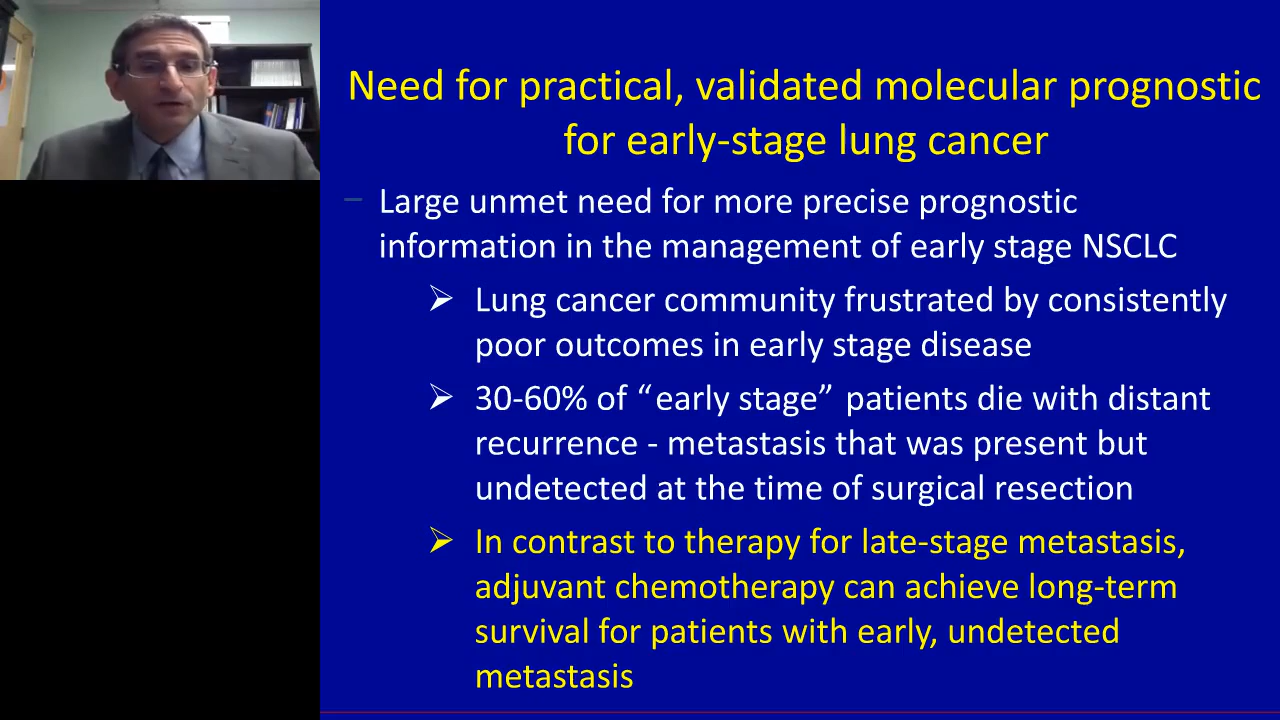 Need for practical, validated molecular prognostic
for early-stage lung cancer
– Large unmet need for more precise prognostic
information in the management of early stage NSCLC
➢ Lung cancer community frustrated by consistently
poor outcomes in early stage disease
➢ 30-60% of “early stage” patients die with distant
recurrence - metastasis that was present but
undetected at the time of surgical resection
➢ In contrast to therapy for late-stage metastasis,
adjuvant chemotherapy can achieve long-term
survival for patients with early, undetected
metastasis